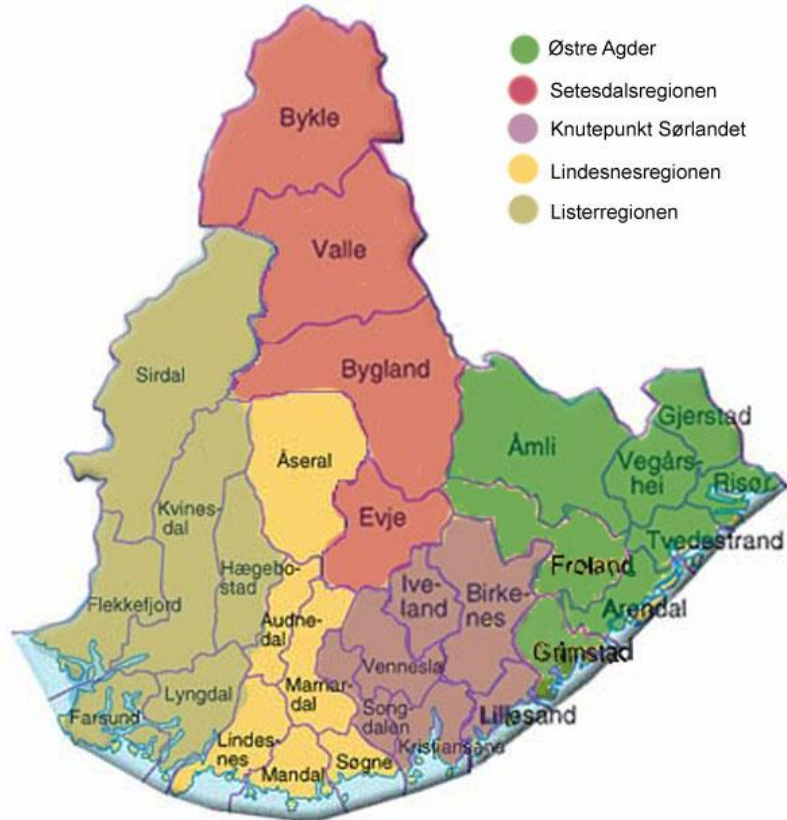 Østre Agder
Setesdalsregionen
Knutepunkt Sørlandet
Lindesnesregionen
Listerregionen
Bykle
Valle
Bygland
Sirdal
Gjerstad
Åmli
Vegårs-
hei
Risør
Åseral
Kvines-
dal
Evje
Tvedestrand
Hægebo-
stad
Froland
Ive-
land
Birke-
nes
Flekkefjord
Arendal
Audne-
dal
Grimstad
Vennesla
Marnar-
dal
Lyngdal
Song-
dalen
Lillesand
Farsund
Kristiansand
Lindes-
nes
Søgne
Mandal